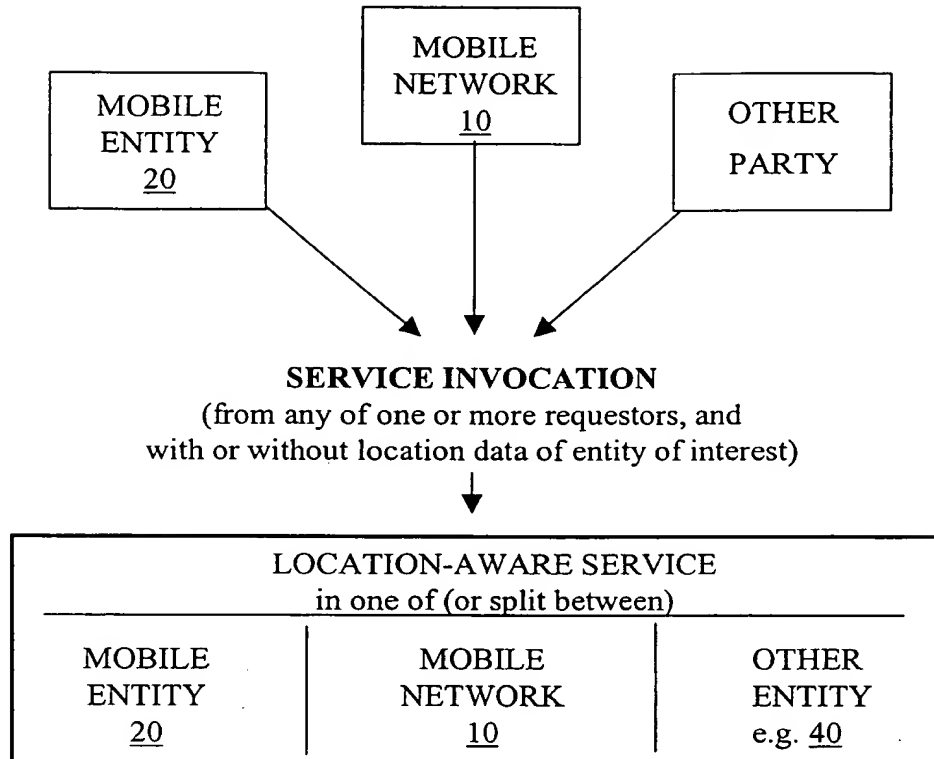 MOBILE
ENTITY
20
MOBILE
NETWORK
10
OTHER
PARTY
SERVICE INVOCATION
(from any of one or more requestors, and
with or without location data of entity of interest)
LOCATION-AWARE SERVICE
in one of (or split between)
MOBILE
ENTITY
20
MOBILE
NETWORK
10
OTHER
ENTITY
e.g. 40